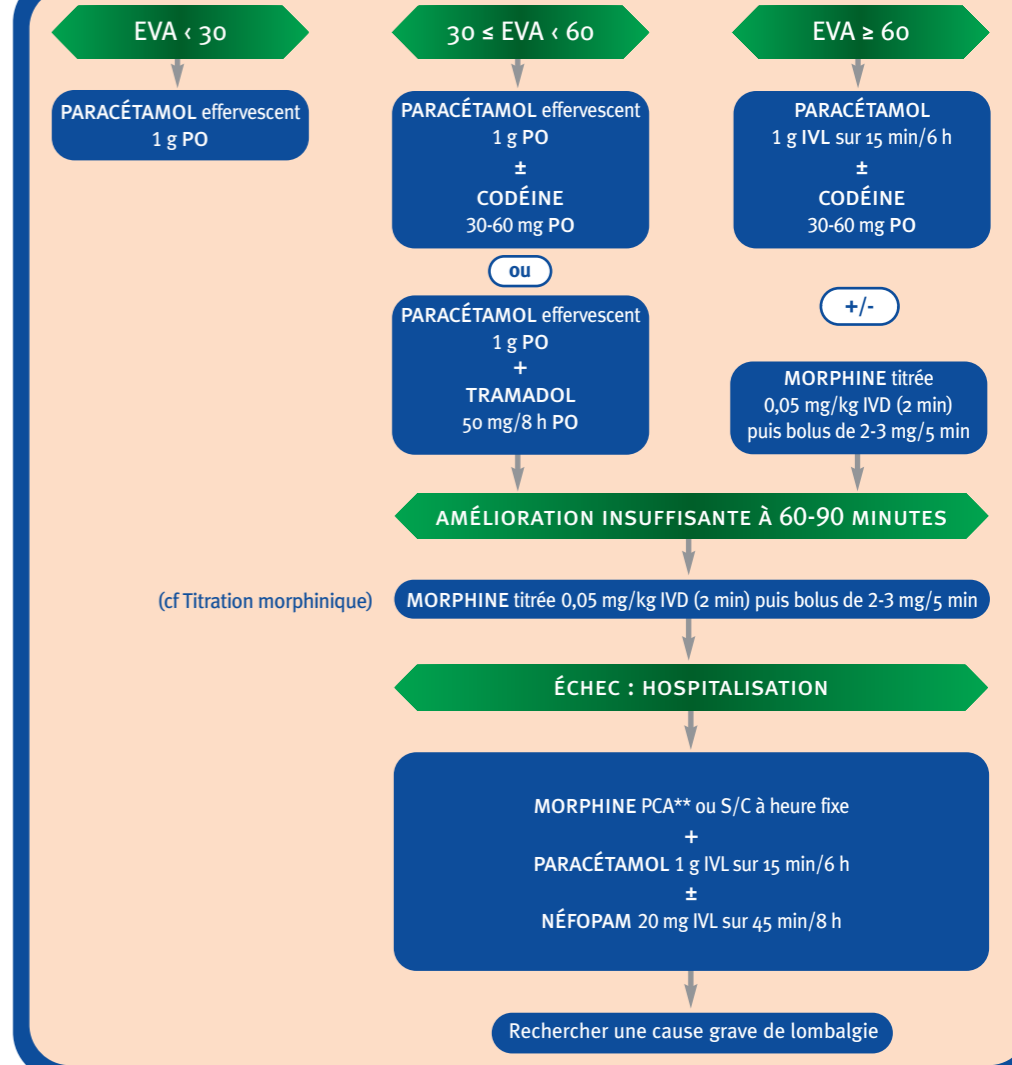 EVA ‹ 30
30 ≤ EVA ‹ 60
EVA ≥ 60
PARACÉTAMOL effervescent
1 g PO
PARACÉTAMOL effervescent
1 g PO
±
CODÉINE
30-60 mg PO
ou
PARACÉTAMOL effervescent
1 g PO
+
TRAMADOL
50 mg/8 h PO
PARACÉTAMOL
1 g IVL sur 15 min/6 h
±
CODÉINE
30-60 mg PO
+/-
MORPHINE titrée
0,05 mg/kg IVD (2 min)
puis bolus de 2-3 mg/5 min
AMÉLIORATION INSUFFISANTE À 60-90 MINUTES
(cf Titration morphinique)
MORPHINE titrée 0,05 mg/kg IVD (2 min) puis bolus de 2-3 mg/5 min
ÉCHEC : HOSPITALISATION
MORPHINE PCA** ou S/C à heure fixe
+
PARACÉTAMOL 1 g IVL sur 15 min/6 h
±
NÉFOPAM 20 mg IVL sur 45 min/8 h
Rechercher une cause grave de lombalgie